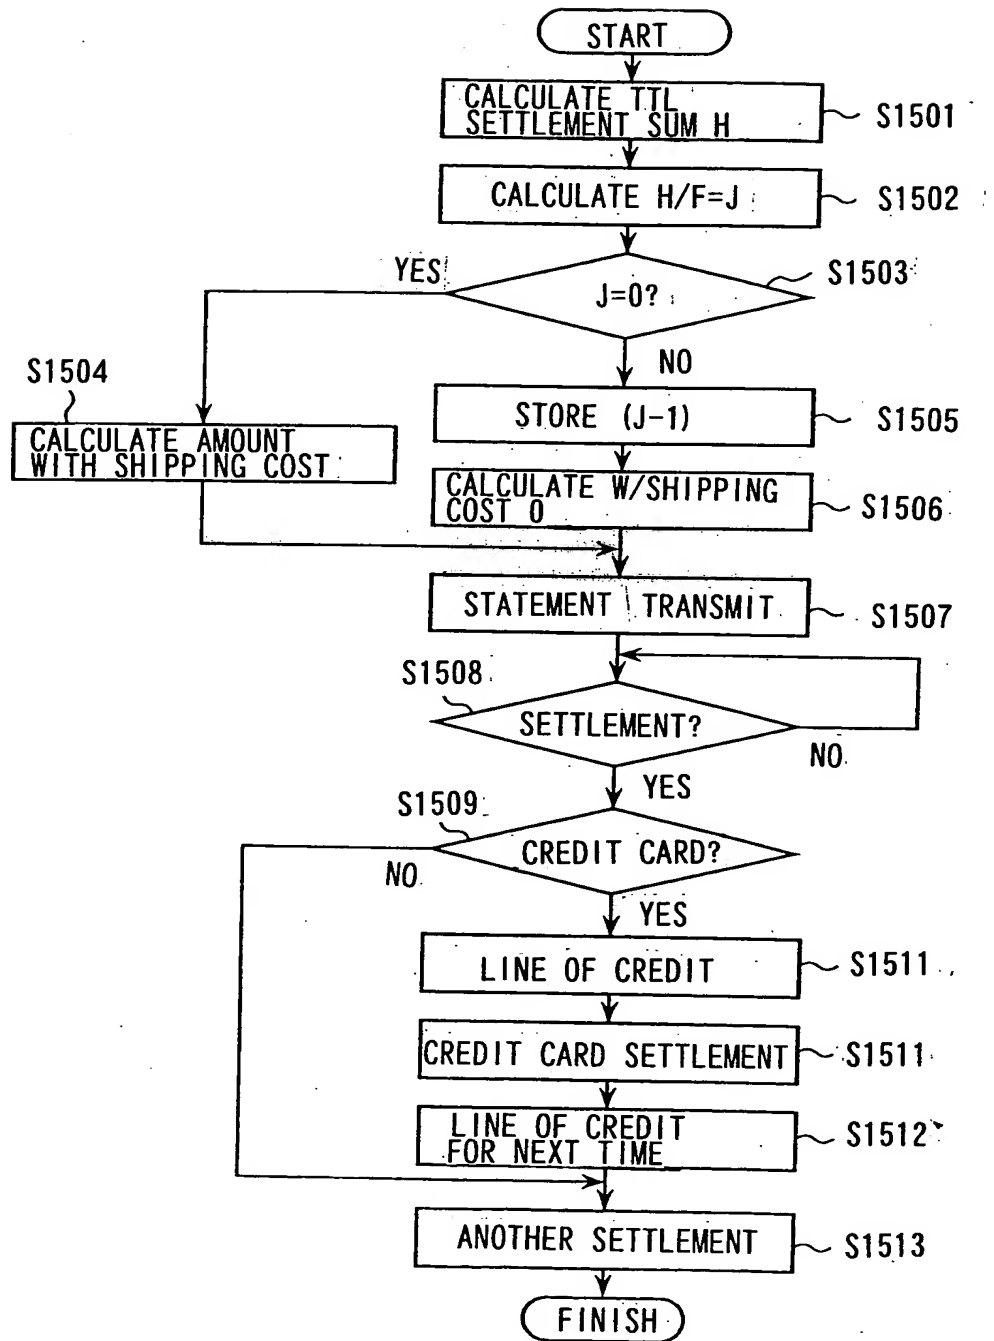 START
CALCULATE TTL
SETTLEMENT SUM H
S1501
CALCULATE H/F=J
S1502
S1503
YES
J=0?
NO
S1504
CALCULATE AMOUNT
WITH SHIPPING COST
STORE (J-1)
S1505
CALCULATE W/SHIPPING
COST 0
S1506
STATEMENT TRANSMIT
S1507
S1508
SETTLEMENT?
NO
YES
S1509
CREDIT CARD?
NO
YES
LINE OF CREDIT
S1511
CREDIT CARD SETTLEMENT
S1511
LINE OF CREDIT
FOR NEXT TIME
S1512
ANOTHER SETTLEMENT
S1513
FINISH